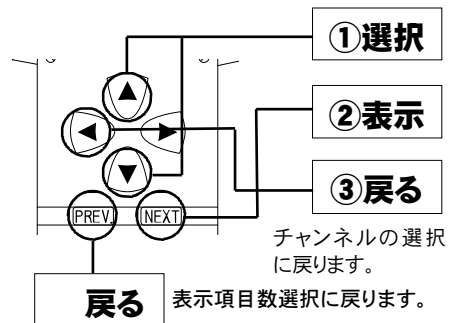 ①選択
②表示
③戻る
PREV.
NEXT
チャンネルの選択
に戻ります。
戻る
表示項目数選択に戻ります。